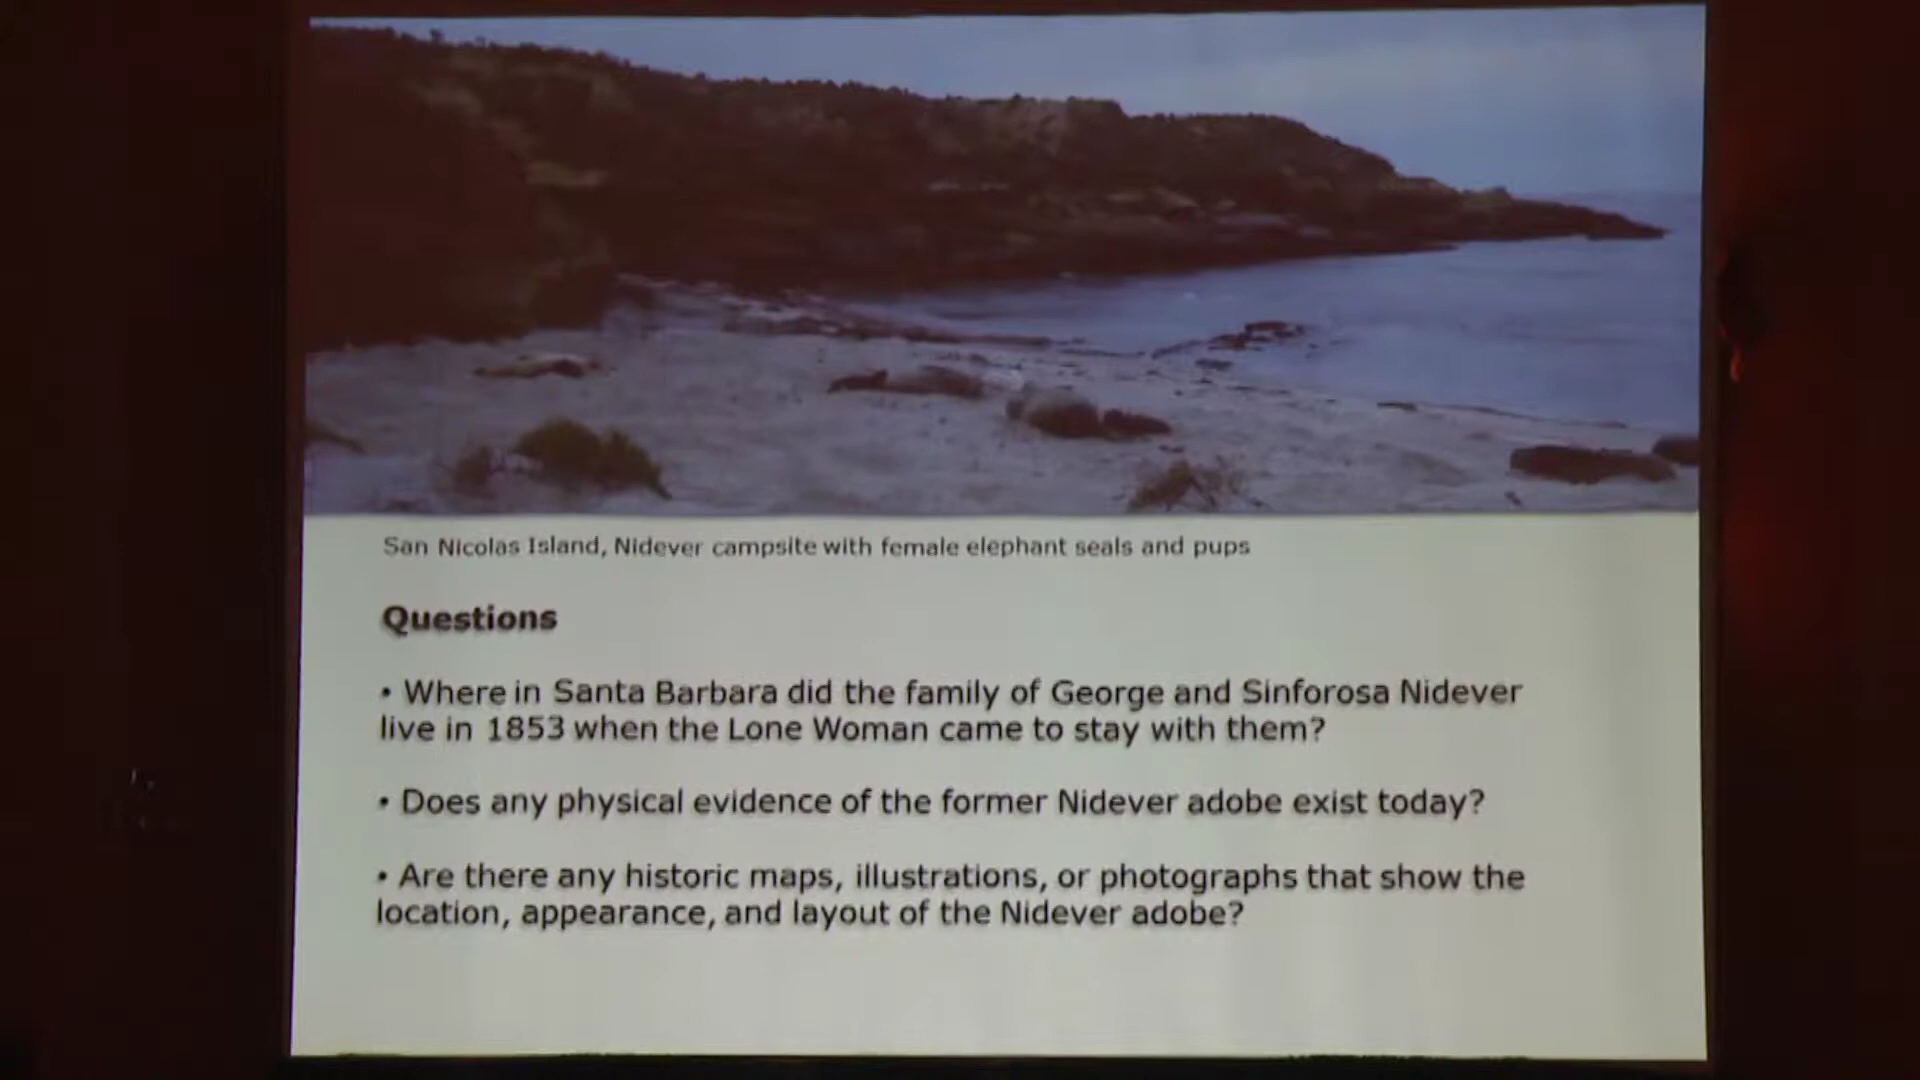 San Nicolas Island, Nidever campsite with female elephant seals and pups
Questions
• Where in Santa Barbara did the family of George and Sinforosa Nidever
live in 1853 when the Lone Woman came to stay with them?
• Does any physical evidence of the former Nidever adobe exist today?
• Are there any historic maps, illustrations, or photographs that show the
location, appearance, and layout of the Nidever adobe?